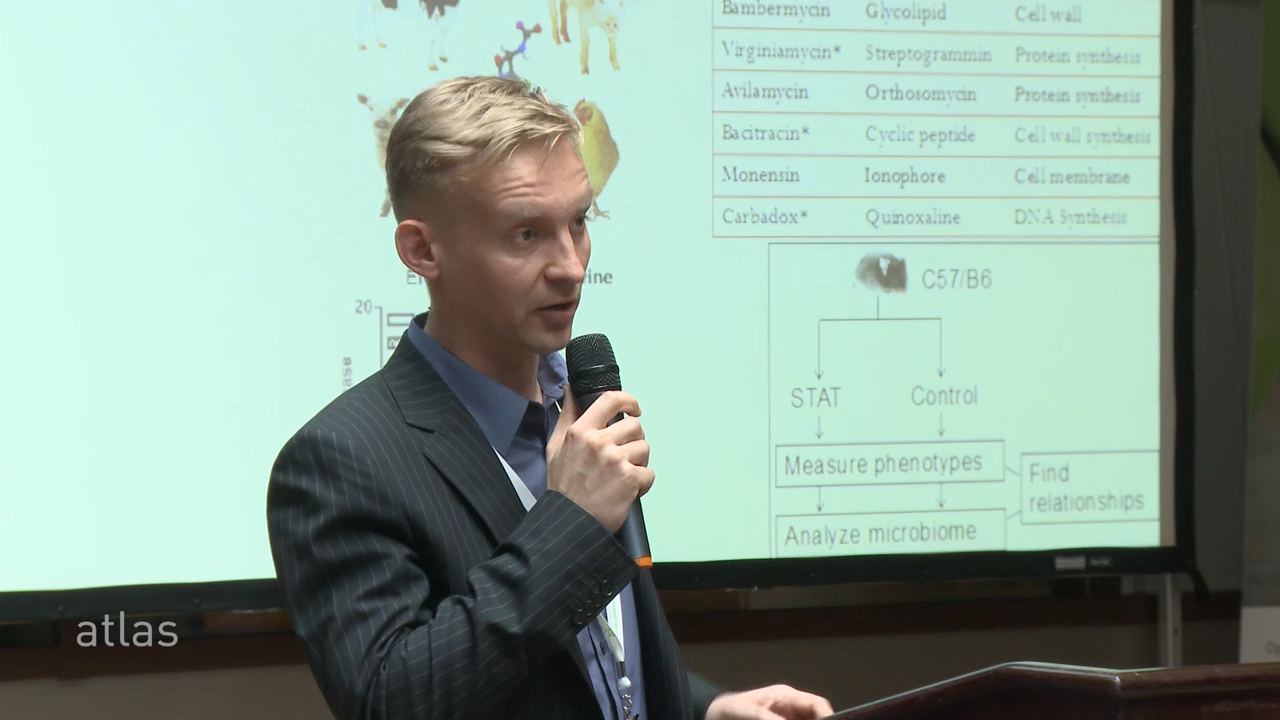 Bambermycin Glycolipid Cell wall
Virginiamycin* Streptogrammin Protein synthesis
Avilamycin Orthosomycin Protein synthesis
Bacitracin* Cyclic peptide Cell wall synthesis
Monensin Ionophore Cell membrane
Carbadox* Quinoxaline DNA Synthesis
20
C57/B6
STAT Control
Measure phenotypes
Find
relationships
Analyze microbiome
atlas